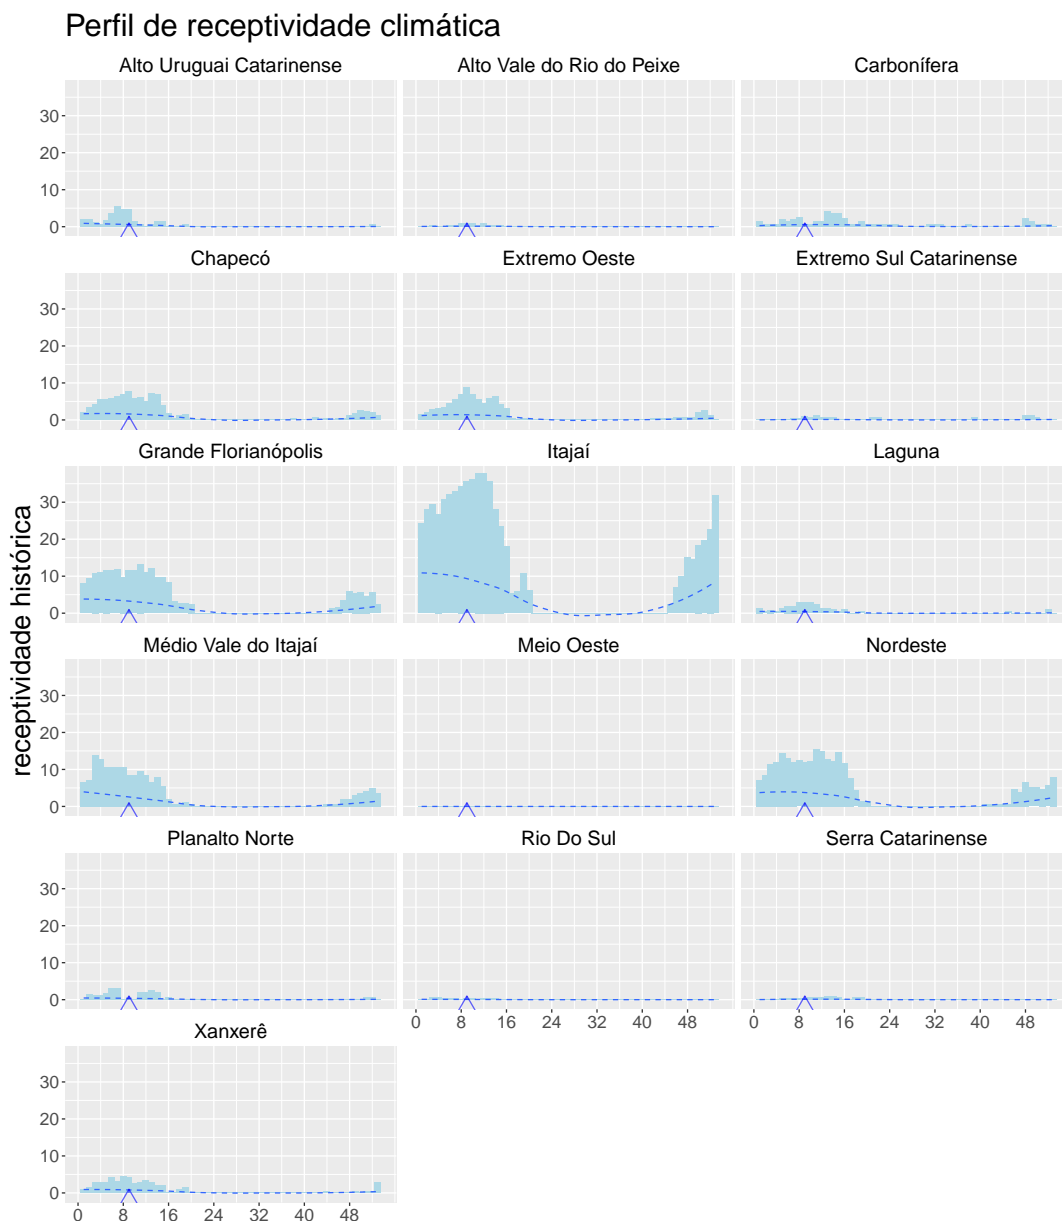 Perfil de receptividade climática
Alto Uruguai Catarinense
Alto Vale do Rio do Peixe
Carbonífera
30
20
10
0
Chapecó
Extremo Oeste
Extremo Sul Catarinense
30
20
10
0
Grande Florianópolis
Itajaí
Laguna
30
20
10
0
receptividade histórica
Médio Vale do Itajaí
Meio Oeste
Nordeste
30
20
10
0
Planalto Norte
Rio Do Sul
Serra Catarinense
30
20
10
0
0 8 16 24 32 40 48
0 8 16 24 32 40 48
Xanxerê
30
20
10
0
0 8 16 24 32 40 48